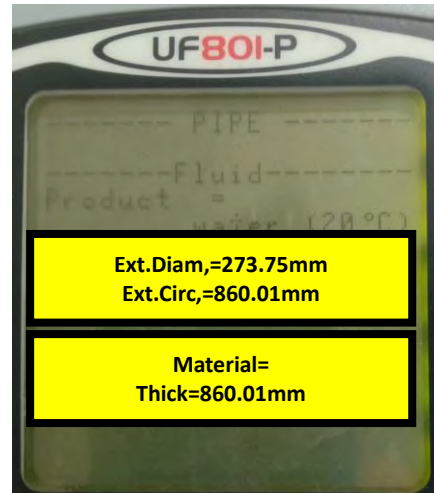 UF801-P
------- PIPE -------
-------Fluid--------
Product =
water (20°C)
Ext.Diam,=273.75mm
Ext.Circ,=860.01mm
Material=
Thick=860.01mm